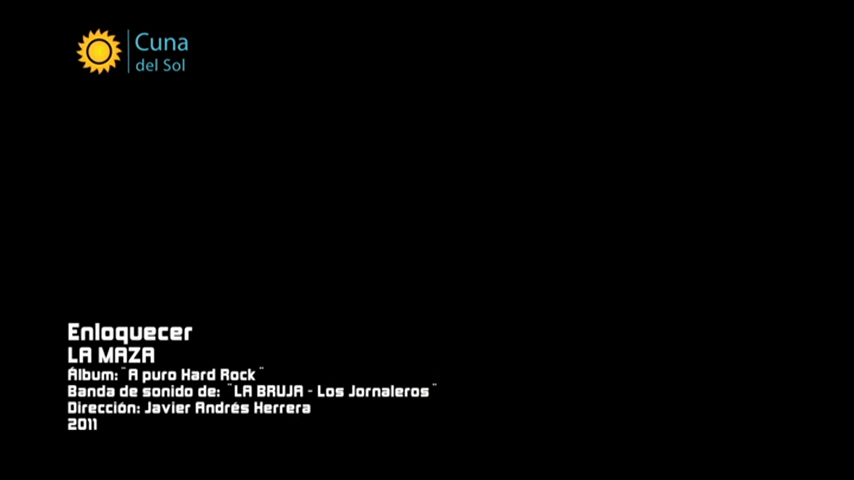 Cuna
del Sol
Enloquecer
LA MAZA
Álbum: ¨A puro Hard Rock¨
Banda de sonido de: ¨LA BRUJA - Los Jornaleros¨
Dirección: Javier Andrés Herrera
2011